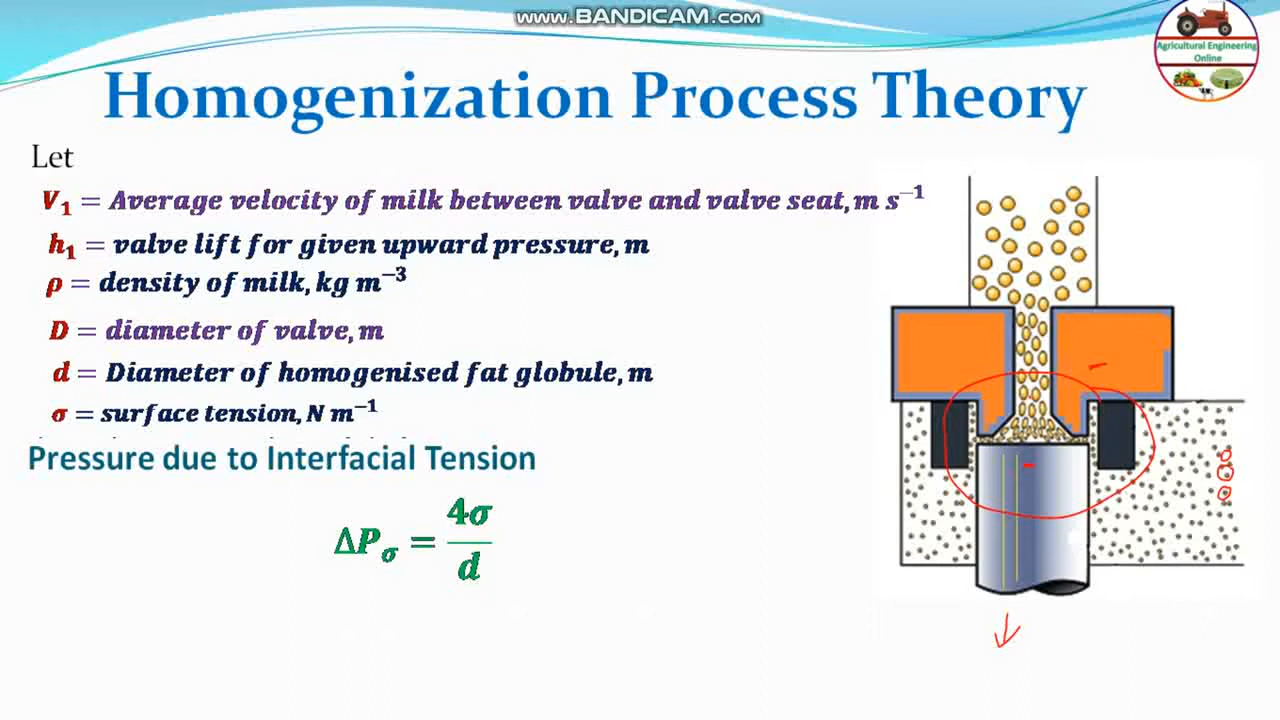 www.BANDICAM.com
Agricultural Engineering
Online
Homogenization Process Theory
Let
V₁ = Average velocity of milk between valve and valve seat, m s⁻¹
h₁ = valve lift for given upward pressure, m
ρ = density of milk, kg m⁻³
D = diameter of valve, m
d = Diameter of homogenised fat globule, m
σ = surface tension, N m⁻¹
Pressure due to Interfacial Tension
ΔP_σ = 4σ/d